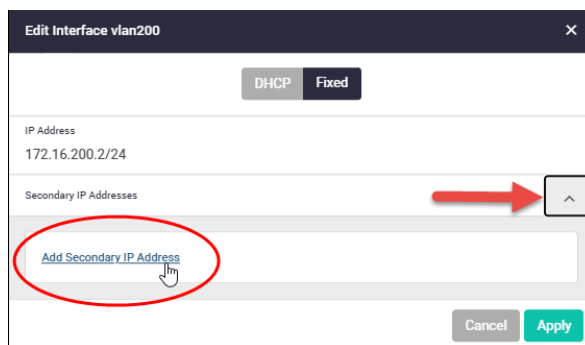 Edit Interface vlan200
DHCP Fixed
IP Address
172.16.200.2/24
Secondary IP Addresses
Add Secondary IP Address
Cancel Apply